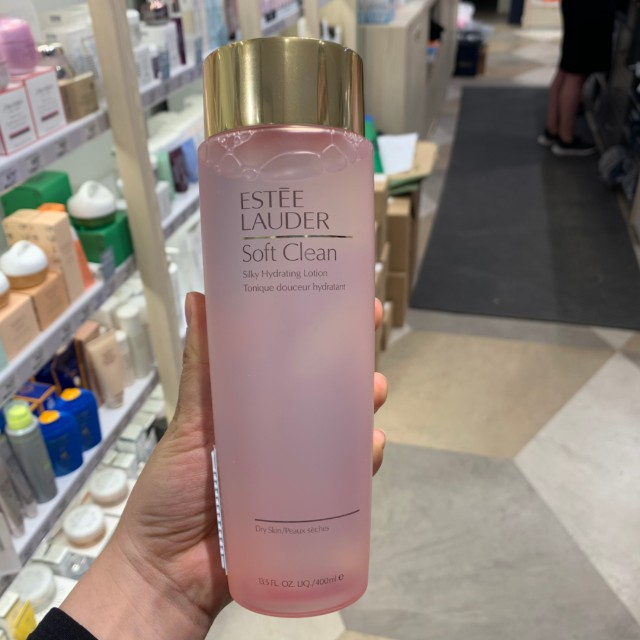 ESTĒE
LAUDER
Soft Clean
Silky Hydrating Lotion
Tonique douceur hydratant
Dry Skin/Peaux sèches
13.5 FL. OZ. LIQ./400ml e